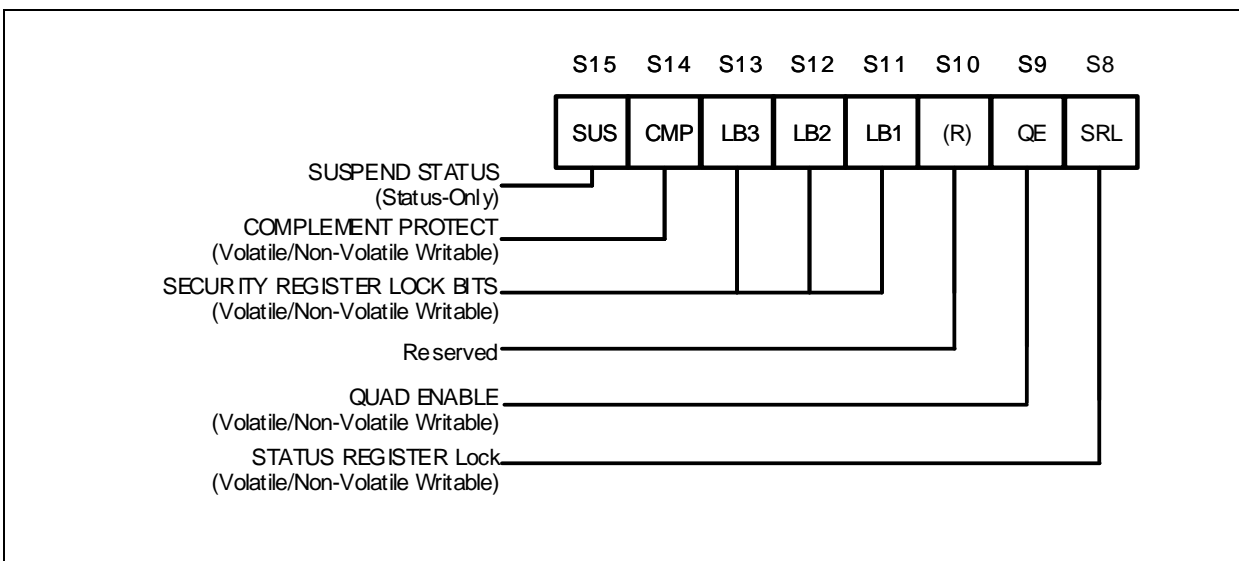 S15 S14 S13 S12 S11 S10 S9 S8
SUS CMP LB3 LB2 LB1 (R) QE SRL
SUSPEND STATUS
(Status-Only)
COMPLEMENT PROTECT
(Volatile/Non-Volatile Writable)
SECURITY REGISTER LOCK BITS
(Volatile/Non-Volatile Writable)
Reserved
QUAD ENABLE
(Volatile/Non-Volatile Writable)
STATUS REGISTER Lock
(Volatile/Non-Volatile Writable)